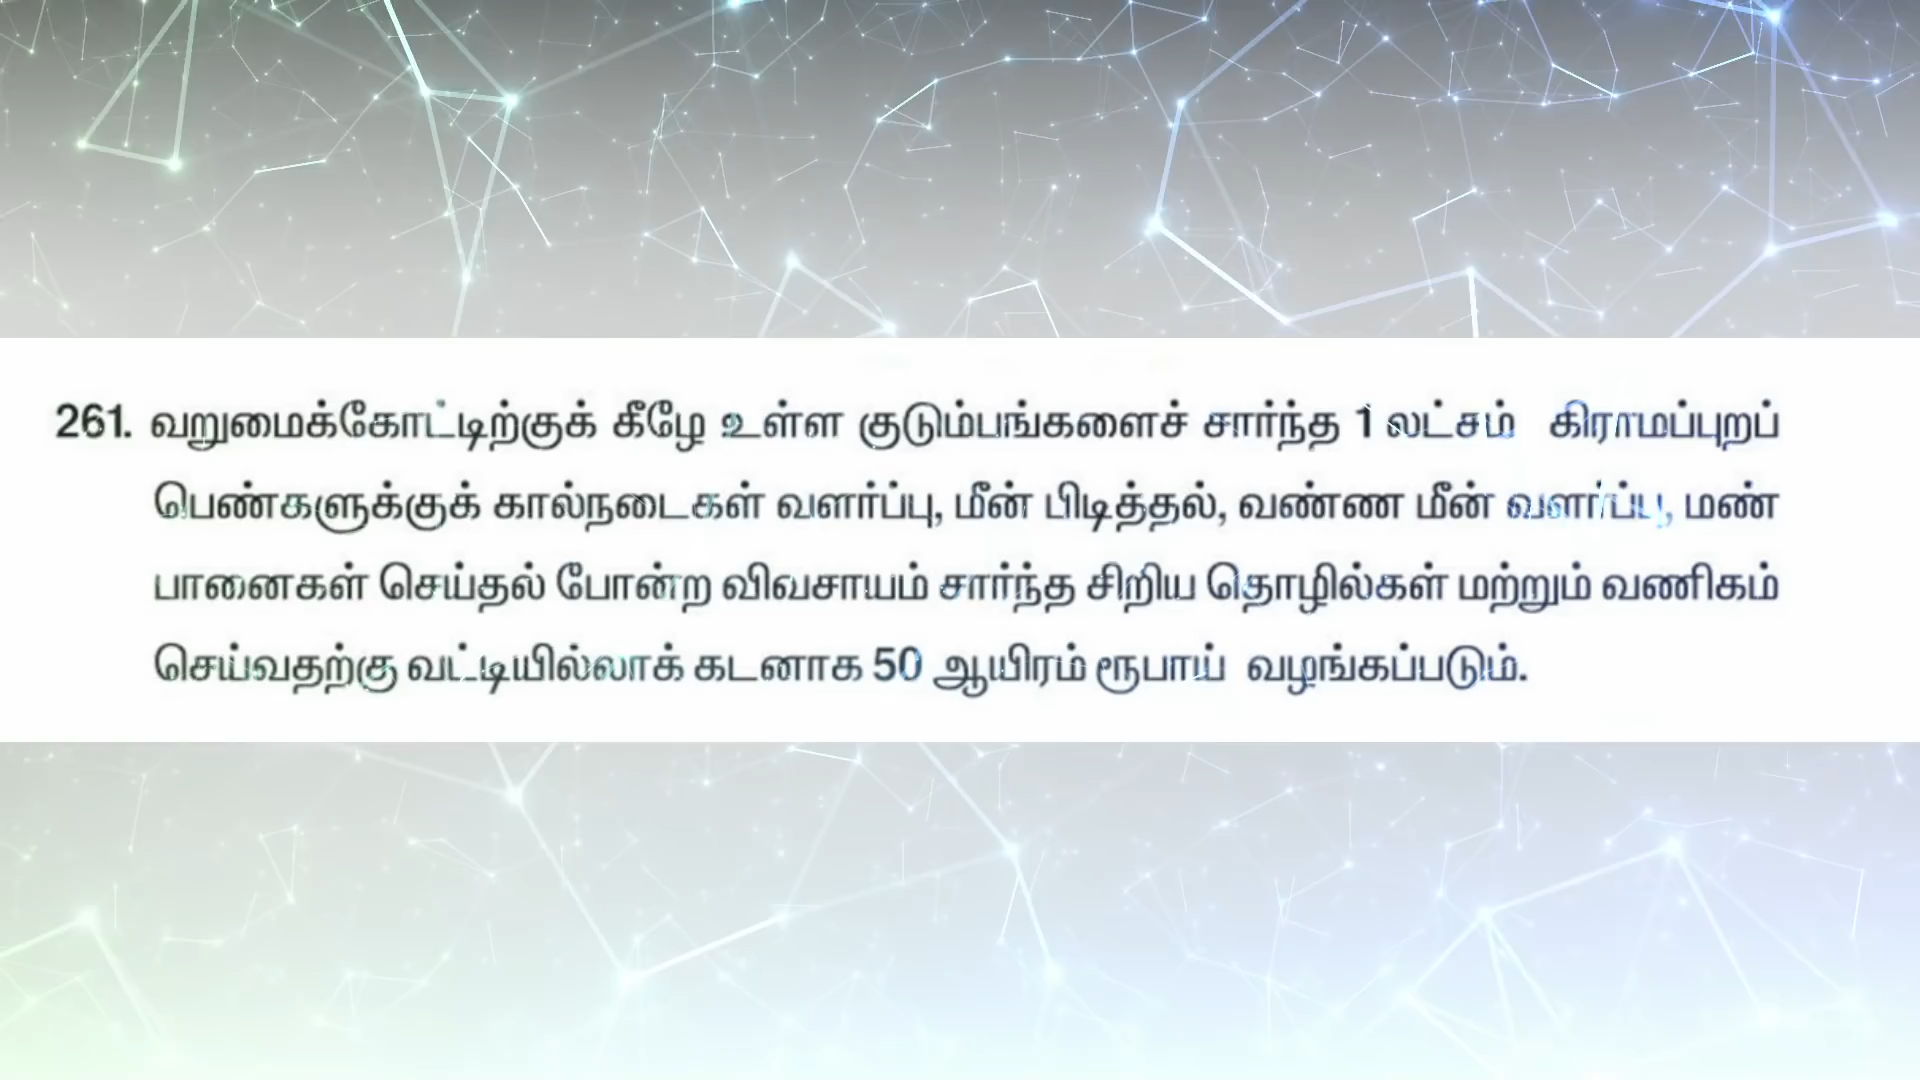 261. வறுமைக்கோட்டிற்குக் கீழே உள்ள குடும்பங்களைச் சார்ந்த 1 லட்சம் கிராமப்புறப்
பெண்களுக்குக் கால்நடைகள் வளர்ப்பு, மீன் பிடித்தல், வண்ண மீன் வளர்ப்பு, மண்
பானைகள் செய்தல் போன்ற விவசாயம் சார்ந்த சிறிய தொழில்கள் மற்றும் வணிகம்
செய்வதற்கு வட்டியில்லாக் கடனாக 50 ஆயிரம் ரூபாய் வழங்கப்படும்.